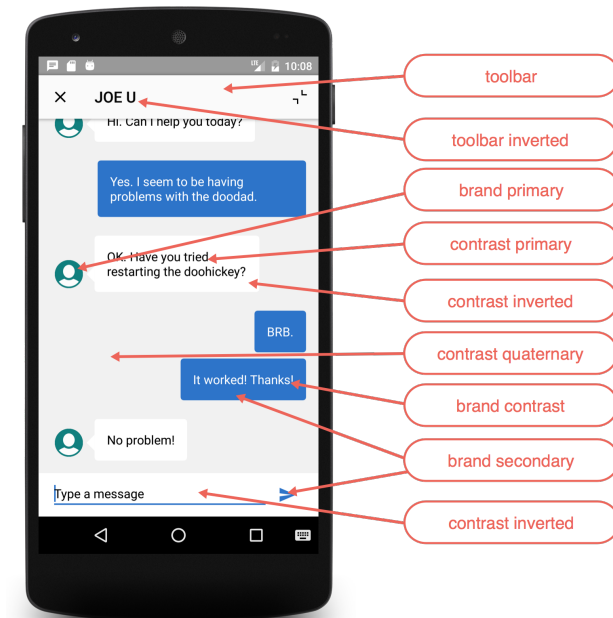 LTE 10:08
toolbar
JOE U
Hi. Can I help you today?
toolbar inverted
Yes. I seem to be having
problems with the doodad.
brand primary
contrast primary
OK. Have you tried
restarting the doohickey?
contrast inverted
BRB.
contrast quaternary
It worked! Thanks!
brand contrast
No problem!
brand secondary
Type a message
contrast inverted